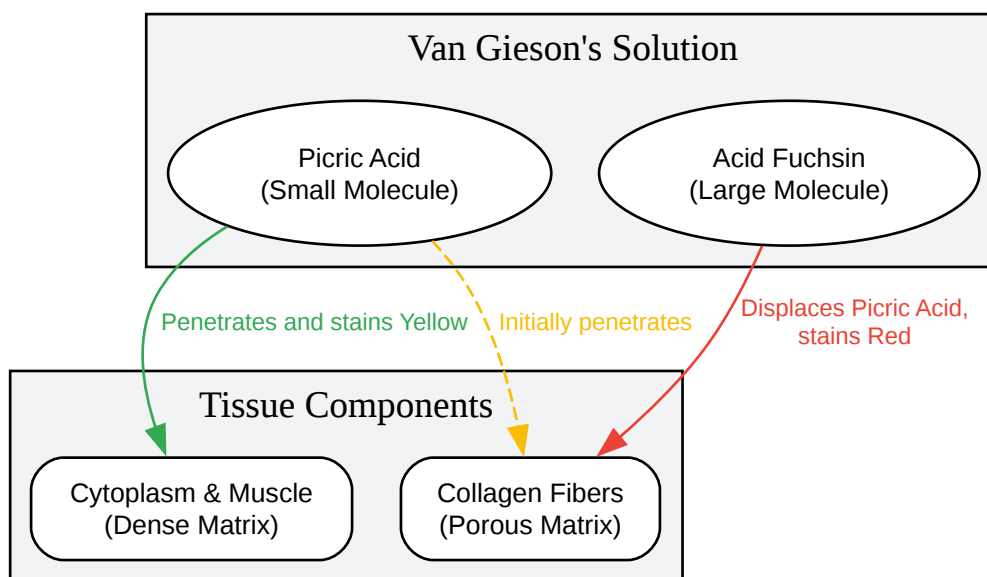 Van Gieson's Solution
Picric Acid
(Small Molecule)
Acid Fuchsin
(Large Molecule)
Penetrates and stains Yellow
Initially penetrates
Displaces Picric Acid,
stains Red
Tissue Components
Cytoplasm & Muscle
(Dense Matrix)
Collagen Fibers
(Porous Matrix)